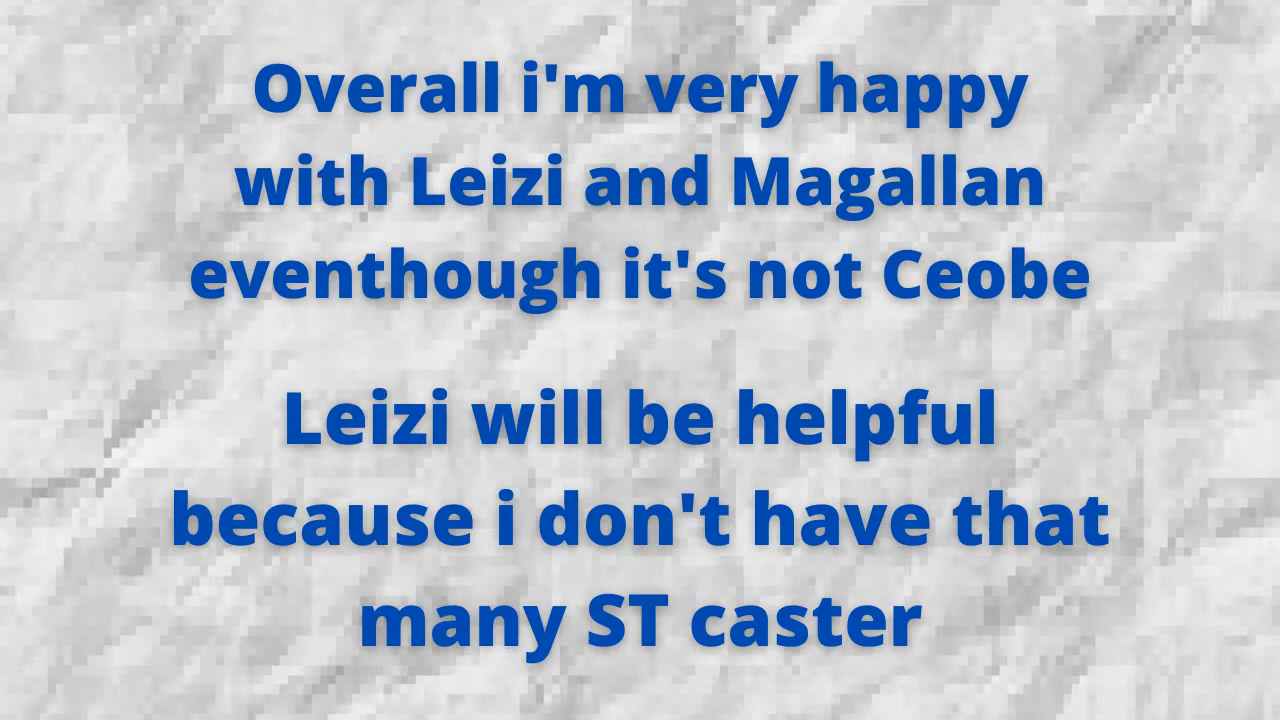 Overall i'm very happy
with Leizi and Magallan
eventhough it's not Ceobe
Leizi will be helpful
because i don't have that
many ST caster